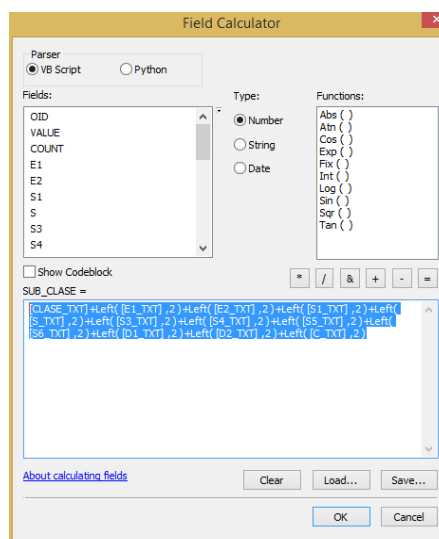 Field Calculator
Parser
VB Script Python
Fields: Type: Functions:
OID
VALUE
COUNT
E1
E2
S1
S
S3
S4
Number
String
Date
Abs ( )
Atn ( )
Cos ( )
Exp ( )
Fix ( )
Int ( )
Log ( )
Sin ( )
Sqr ( )
Tan ( )
Show Codeblock
* / & + - =
SUB_CLASE =
[CLASE_TXT]+Left( [E1_TXT] ,2 )+Left( [E2_TXT] ,2 )+Left( [S1_TXT] ,2 )+Left(
[S_TXT] ,2 )+Left( [S3_TXT] ,2 )+Left( [S4_TXT] ,2 )+Left( [S5_TXT] ,2 )+Left(
[S6_TXT] ,2 )+Left( [D1_TXT] ,2 )+Left( [D2_TXT] ,2 )+Left( [C_TXT] ,2 )
About calculating fields
Clear Load... Save...
OK Cancel